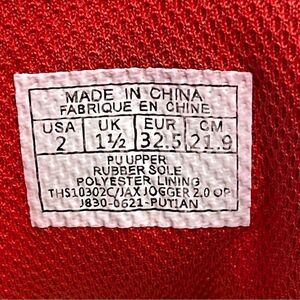 MADE IN CHINA
FABRIQUE EN CHINE
USA UK EUR CM
2 1½ 32.5 21.9
PU UPPER
RUBBER SOLE
POLYESTER LINING
THS10302C/JAX JOGGER 2.0 OP
J830-0621-PUTIAN